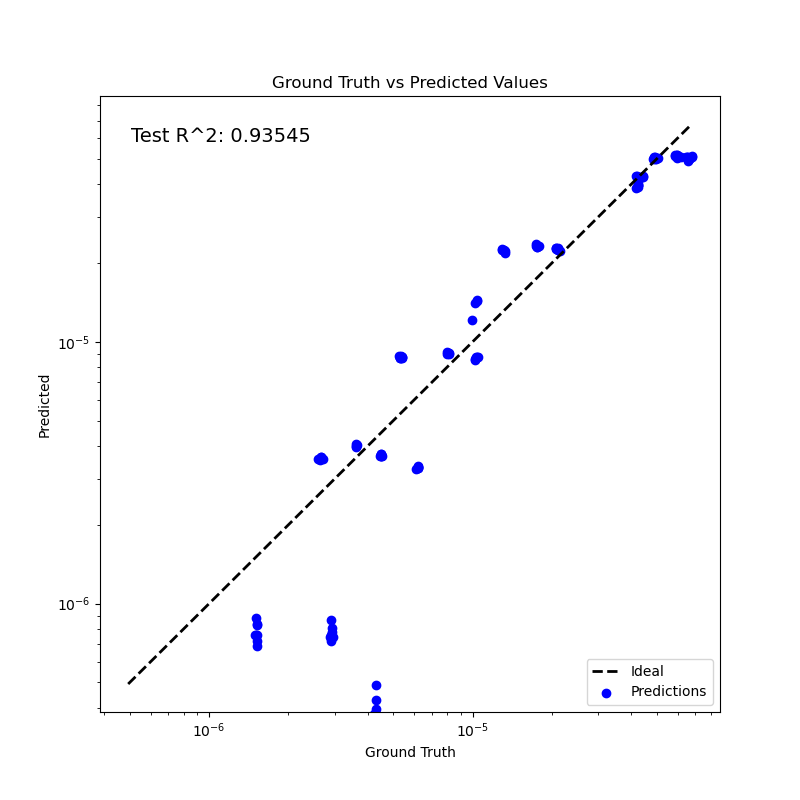 Ground Truth vs Predicted Values
Test R^2: 0.93545
Predicted
10⁻⁵
10⁻⁶
Ideal
Predictions
10⁻⁶
10⁻⁵
Ground Truth